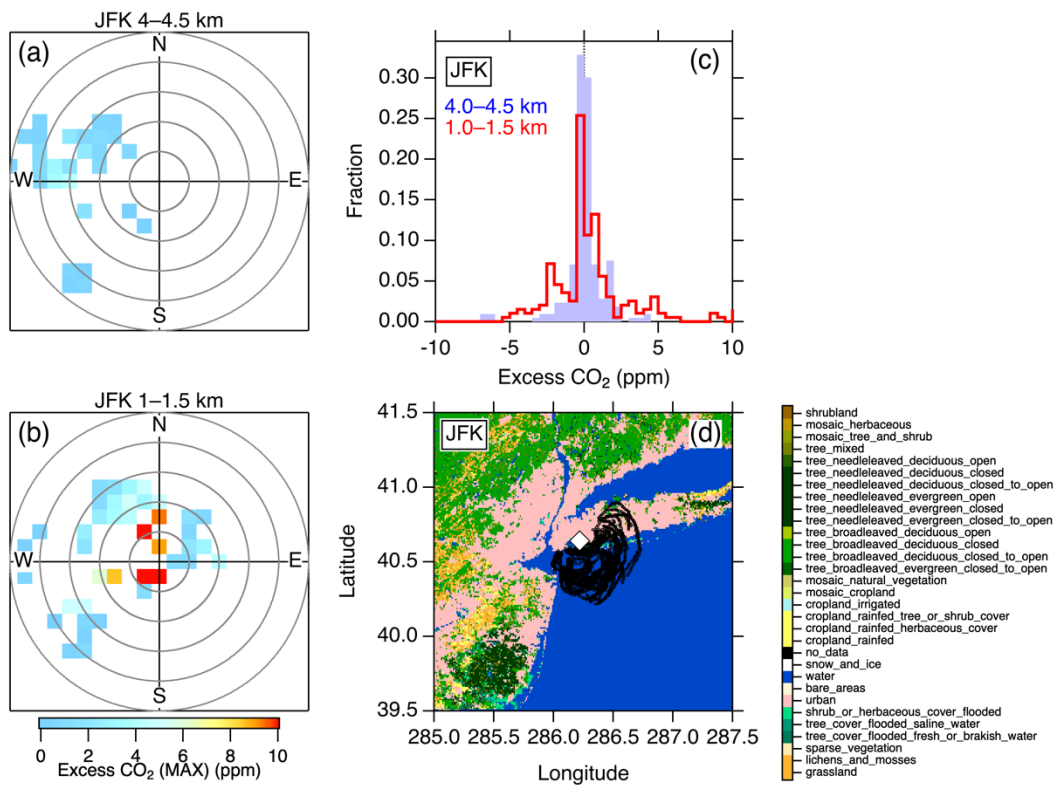 JFK 4–4.5 km
(a)
N
W
E
S
JFK
(c)
4.0–4.5 km
1.0–1.5 km
Fraction
0.30
0.25
0.20
0.15
0.10
0.05
0.00
-10
-5
0
5
10
Excess CO₂ (ppm)
JFK 1–1.5 km
(b)
N
W
E
S
0
2
4
6
8
10
Excess CO₂ (MAX) (ppm)
JFK
(d)
Latitude
41.5
41.0
40.5
40.0
39.5
285.0
285.5
286.0
286.5
287.0
287.5
Longitude
shrubland
mosaic_herbaceous
mosaic_tree_and_shrub
tree_mixed
tree_needleleaved_deciduous_open
tree_needleleaved_deciduous_closed
tree_needleleaved_deciduous_closed_to_open
tree_needleleaved_evergreen_open
tree_needleleaved_evergreen_closed
tree_needleleaved_evergreen_closed_to_open
tree_broadleaved_deciduous_open
tree_broadleaved_deciduous_closed
tree_broadleaved_deciduous_closed_to_open
tree_broadleaved_evergreen_closed_to_open
mosaic_natural_vegetation
mosaic_cropland
cropland_irrigated
cropland_rainfed_tree_or_shrub_cover
cropland_rainfed_herbaceous_cover
cropland_rainfed
no_data
snow_and_ice
water
bare_areas
urban
shrub_or_herbaceous_cover_flooded
tree_cover_flooded_saline_water
tree_cover_flooded_fresh_or_brakish_water
sparse_vegetation
lichens_and_mosses
grassland